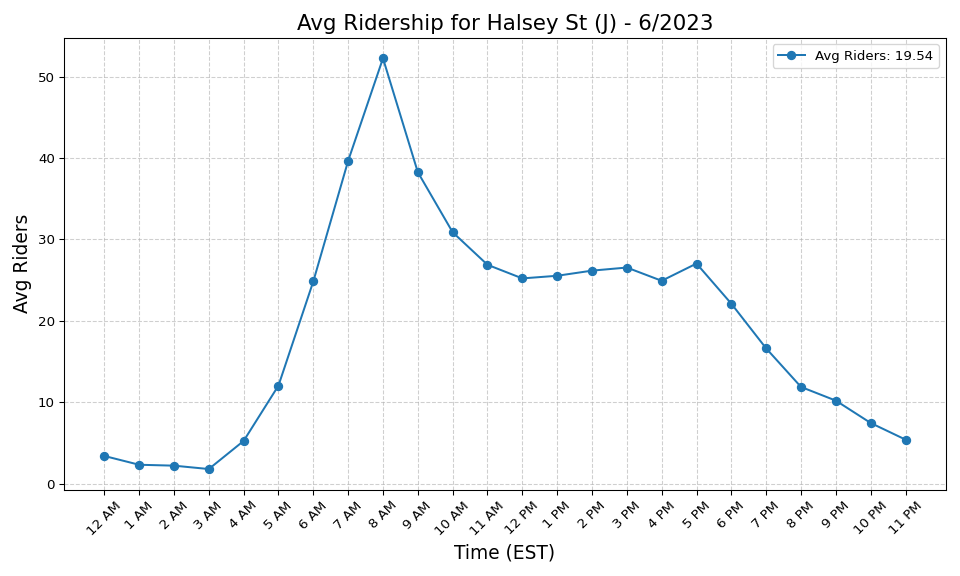 Avg Ridership for Halsey St (J) - 6/2023
Avg Riders: 19.54
Avg Riders
50
40
30
20
10
0
12 AM 1 AM 2 AM 3 AM 4 AM 5 AM 6 AM 7 AM 8 AM 9 AM 10 AM 11 AM 12 PM 1 PM 2 PM 3 PM 4 PM 5 PM 6 PM 7 PM 8 PM 9 PM 10 PM 11 PM
Time (EST)